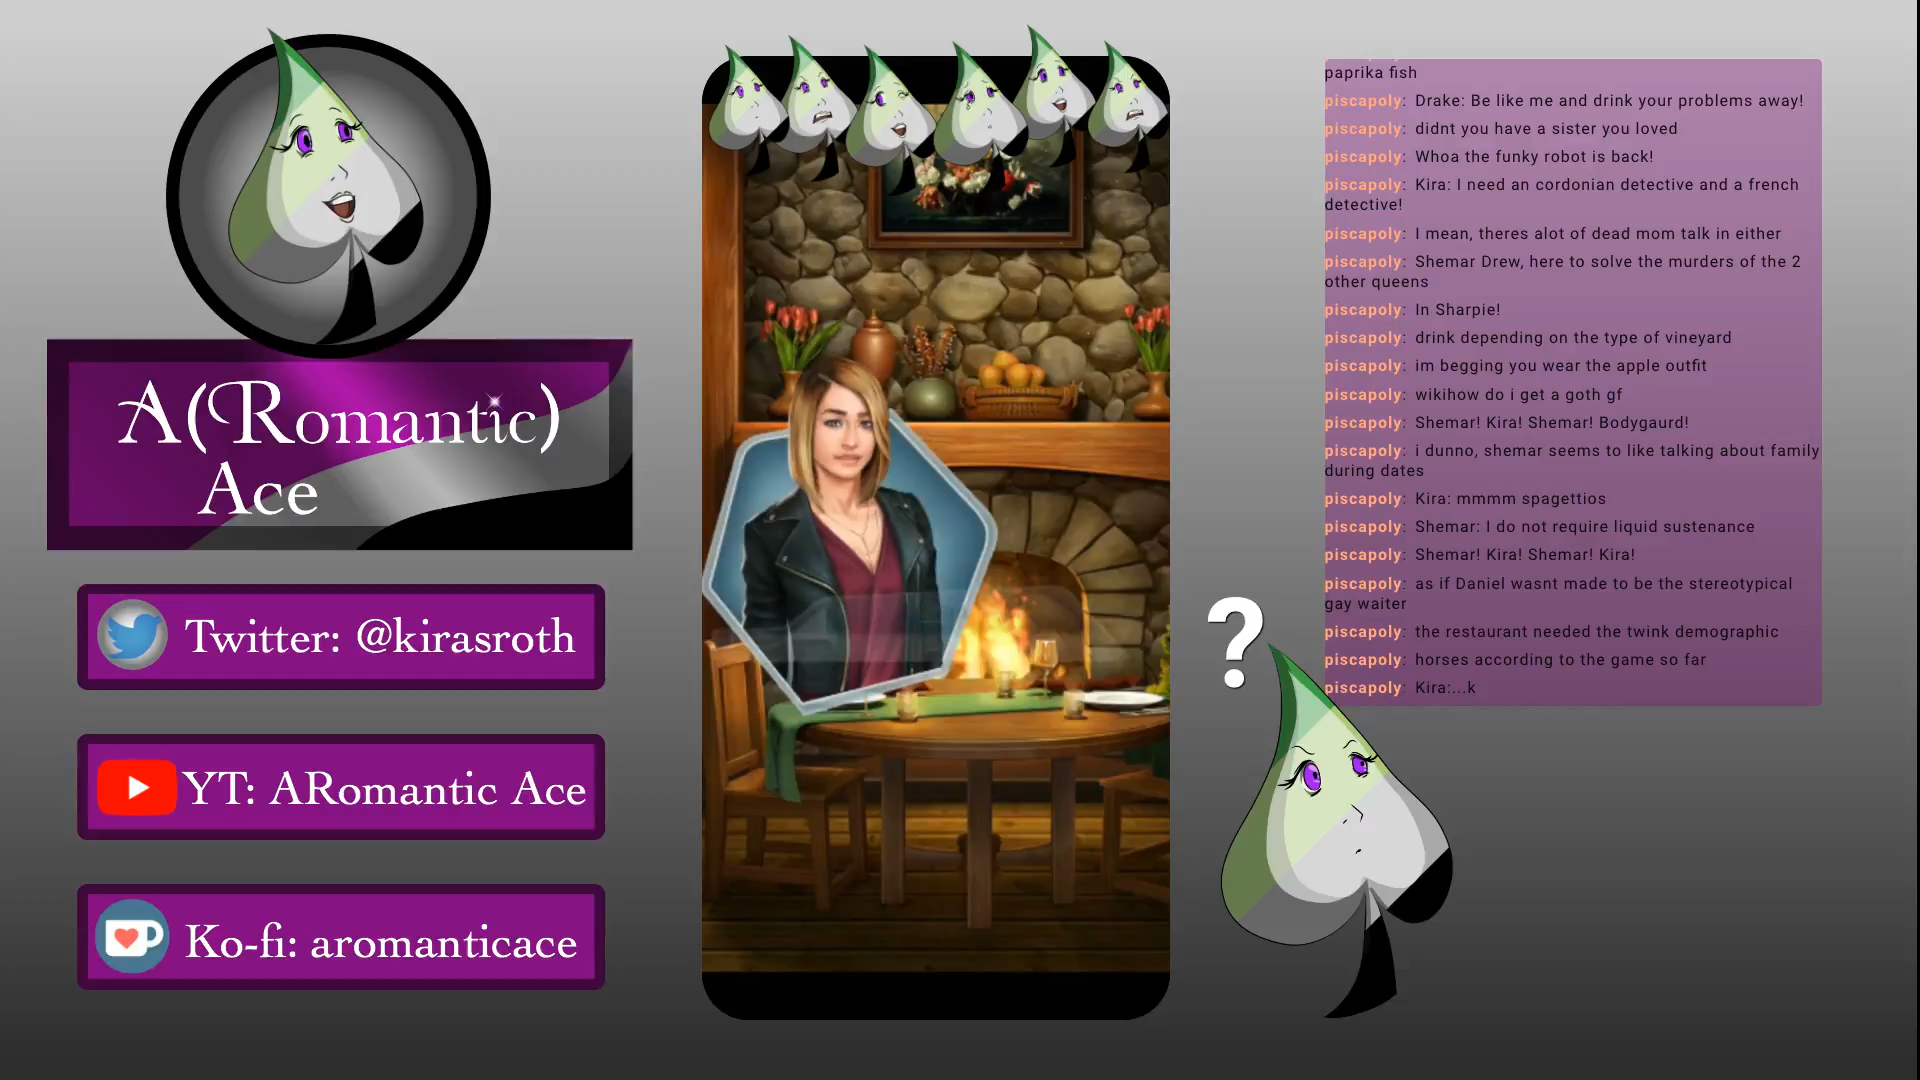 A(Romantic)
Ace
Twitter: @kirasroth
YT: ARomantic Ace
Ko-fi: aromanticace
?
paprika fish
piscapoly: Drake: Be like me and drink your problems away!
piscapoly: didnt you have a sister you loved
piscapoly: Whoa the funky robot is back!
piscapoly: Kira: I need an cordonian detective and a french
detective!
piscapoly: I mean, theres alot of dead mom talk in either
piscapoly: Shemar Drew, here to solve the murders of the 2
other queens
piscapoly: In Sharpie!
piscapoly: drink depending on the type of vineyard
piscapoly: im begging you wear the apple outfit
piscapoly: wikihow do i get a goth gf
piscapoly: Shemar! Kira! Shemar! Bodygaurd!
piscapoly: i dunno, shemar seems to like talking about family
during dates
piscapoly: Kira: mmmm spagettios
piscapoly: Shemar: I do not require liquid sustenance
piscapoly: Shemar! Kira! Shemar! Kira!
piscapoly: as if Daniel wasnt made to be the stereotypical
gay waiter
piscapoly: the restaurant needed the twink demographic
piscapoly: horses according to the game so far
piscapoly: Kira:...k